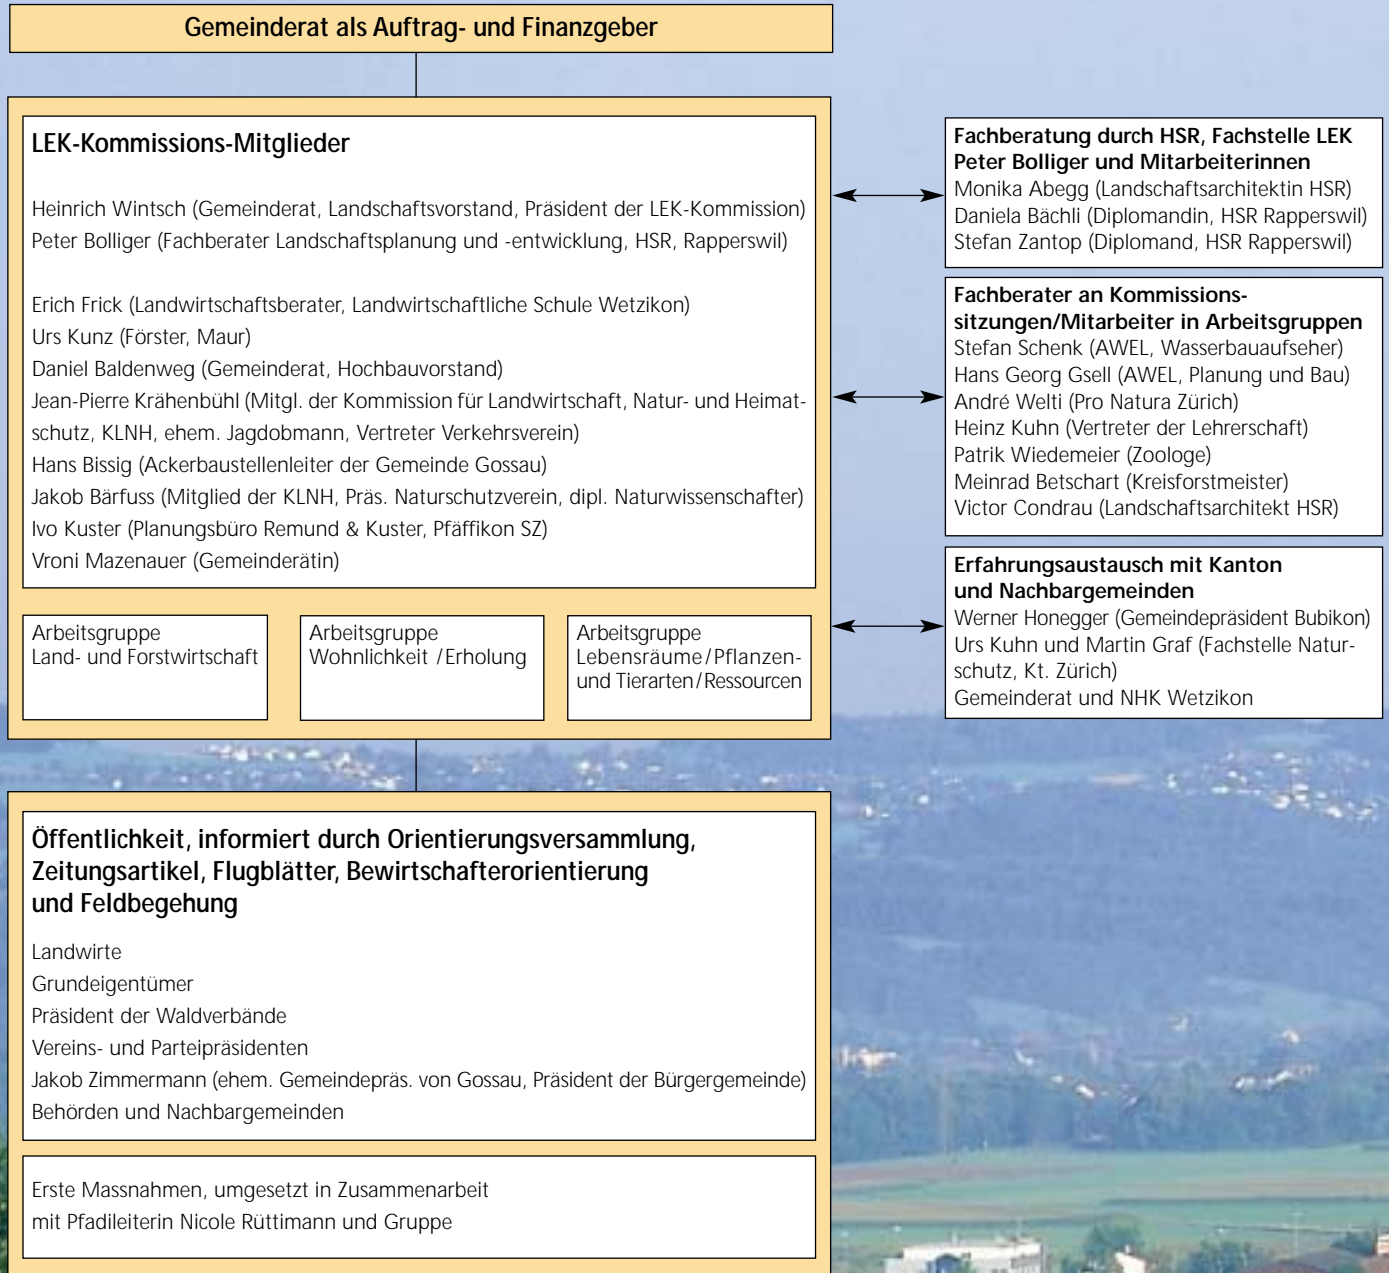 Gemeinderat als Auftrag- und Finanzgeber
LEK-Kommissions-Mitglieder
Heinrich Wintsch (Gemeinderat, Landschaftsvorstand, Präsident der LEK-Kommission)
Peter Bolliger (Fachberater Landschaftsplanung und -entwicklung, HSR, Rapperswil)
Erich Frick (Landwirtschaftsberater, Landwirtschaftliche Schule Wetzikon)
Urs Kunz (Förster, Maur)
Daniel Baldenweg (Gemeinderat, Hochbauvorstand)
Jean-Pierre Krähenbühl (Mitgl. der Kommission für Landwirtschaft, Natur- und Heimat-
schutz, KLNH, ehem. Jagdobmann, Vertreter Verkehrsverein)
Hans Bissig (Ackerbaustellenleiter der Gemeinde Gossau)
Jakob Bärfuss (Mitglied der KLNH, Präs. Naturschutzverein, dipl. Naturwissenschafter)
Ivo Kuster (Planungsbüro Remund & Kuster, Pfäffikon SZ)
Vroni Mazenauer (Gemeinderätin)
Arbeitsgruppe
Land- und Forstwirtschaft
Arbeitsgruppe
Wohnlichkeit /Erholung
Arbeitsgruppe
Lebensräume/Pflanzen-
und Tierarten/Ressourcen
Fachberatung durch HSR, Fachstelle LEK
Peter Bolliger und Mitarbeiterinnen
Monika Abegg (Landschaftsarchitektin HSR)
Daniela Bächli (Diplomandin, HSR Rapperswil)
Stefan Zantop (Diplomand, HSR Rapperswil)
Fachberater an Kommissions-
sitzungen/Mitarbeiter in Arbeitsgruppen
Stefan Schenk (AWEL, Wasserbauaufseher)
Hans Georg Gsell (AWEL, Planung und Bau)
André Welti (Pro Natura Zürich)
Heinz Kuhn (Vertreter der Lehrerschaft)
Patrik Wiedemeier (Zoologe)
Meinrad Betschart (Kreisforstmeister)
Victor Condrau (Landschaftsarchitekt HSR)
Erfahrungsaustausch mit Kanton
und Nachbargemeinden
Werner Honegger (Gemeindepräsident Bubikon)
Urs Kuhn und Martin Graf (Fachstelle Natur-
schutz, Kt. Zürich)
Gemeinderat und NHK Wetzikon
Öffentlichkeit, informiert durch Orientierungsversammlung,
Zeitungsartikel, Flugblätter, Bewirtschafterorientierung
und Feldbegehung
Landwirte
Grundeigentümer
Präsident der Waldverbände
Vereins- und Parteipräsidenten
Jakob Zimmermann (ehem. Gemeindepräs. von Gossau, Präsident der Bürgergemeinde)
Behörden und Nachbargemeinden
Erste Massnahmen, umgesetzt in Zusammenarbeit
mit Pfadileiterin Nicole Rüttimann und Gruppe